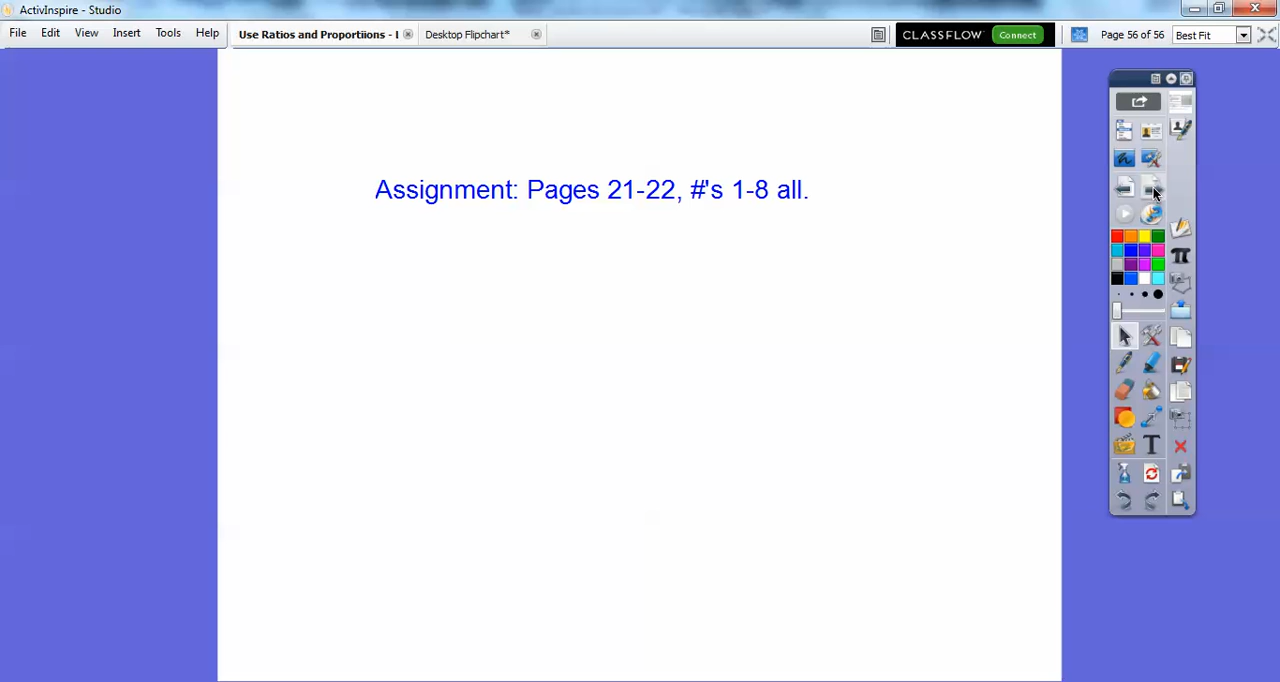 ActivInspire - Studio
File Edit View Insert Tools Help
Use Ratios and Proportiions - I
Desktop Flipchart*
CLASSFLOW Connect
Page 56 of 56
Best Fit
Assignment: Pages 21-22, #'s 1-8 all.
T